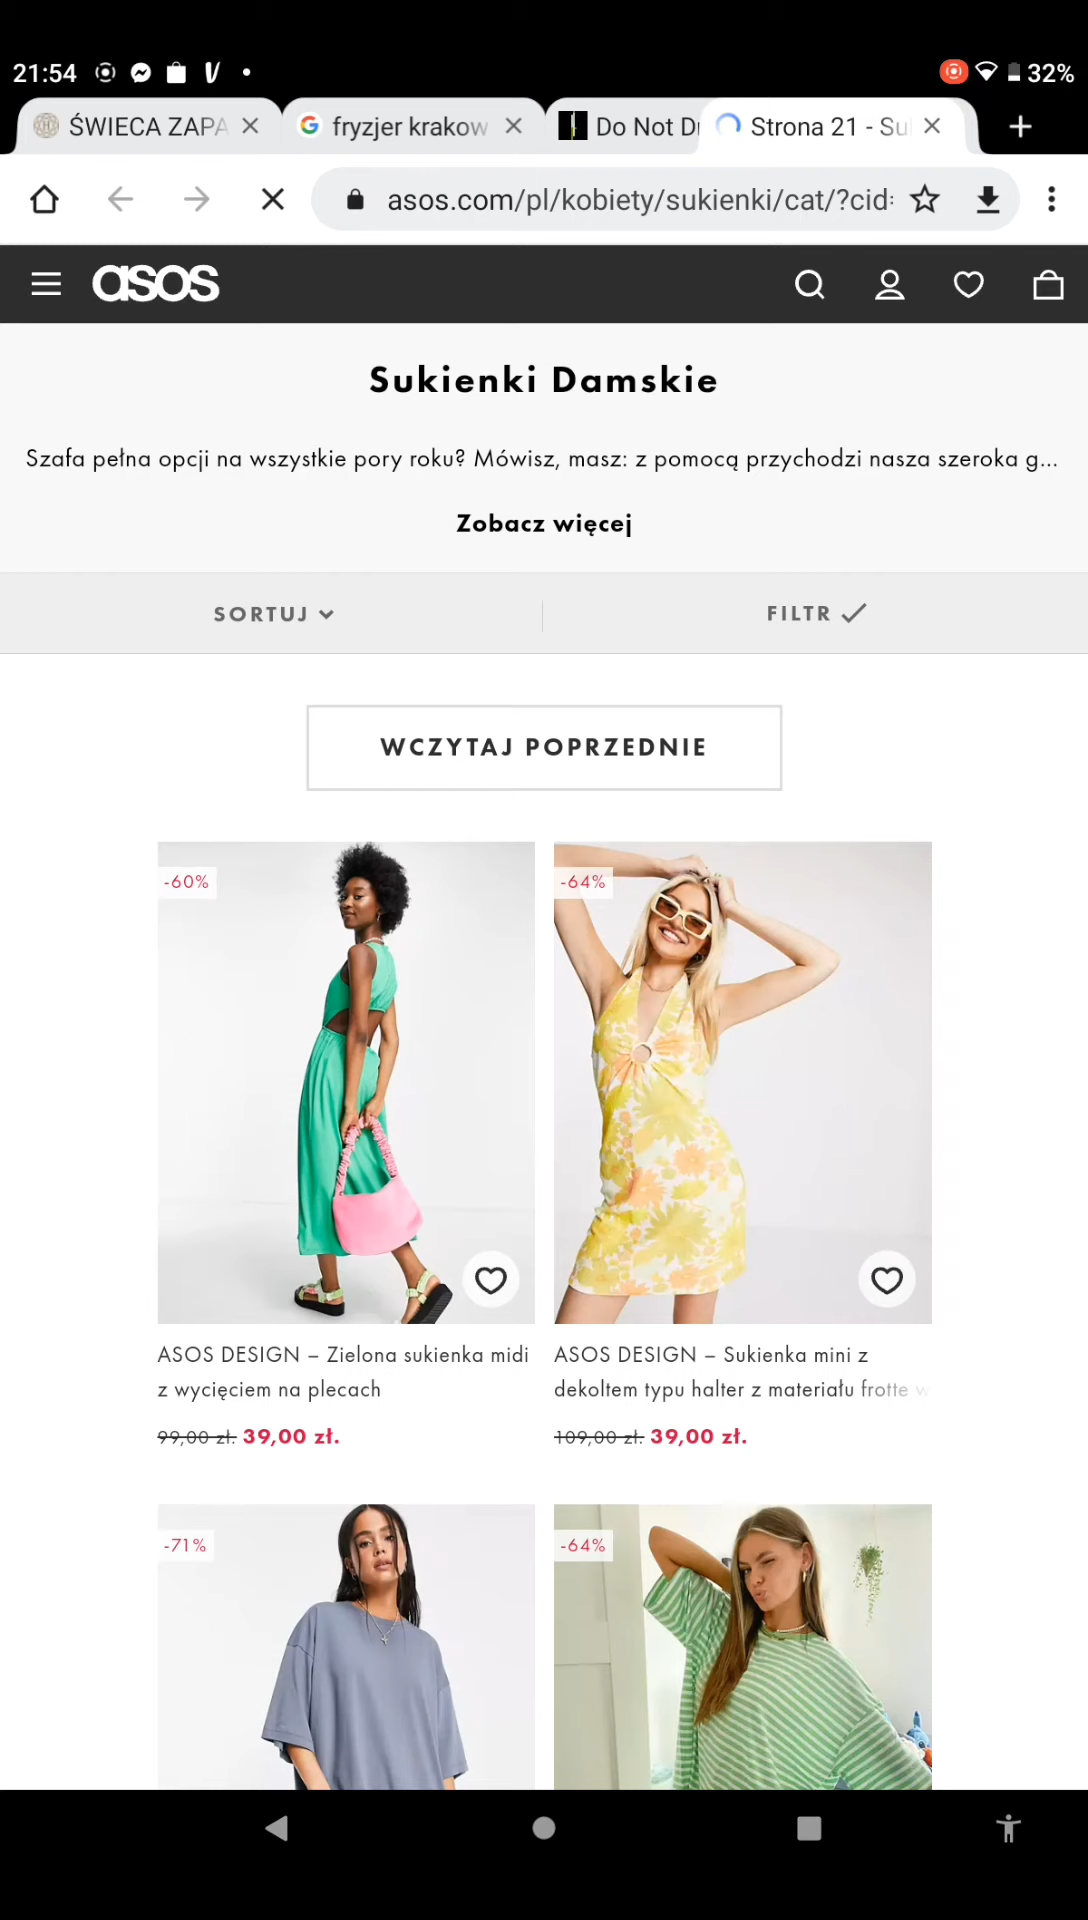 21:54
32%
ŚWIECA ZAPA
fryzjer krakow
Do Not D
Strona 21 - Su
asos.com/pl/kobiety/sukienki/cat/?cid
asos
Sukienki Damskie
Szafa pełna opcji na wszystkie pory roku? Mówisz, masz: z pomocą przychodzi nasza szeroka g...
Zobacz więcej
SORTUJ
FILTR
WCZYTAJ POPRZEDNIE
-60%
-64%
ASOS DESIGN – Zielona sukienka midi
z wycięciem na plecach
99,00 zł. 39,00 zł.
ASOS DESIGN – Sukienka mini z
dekoltem typu halter z materiału frotte w
109,00 zł. 39,00 zł.
-71%
-64%